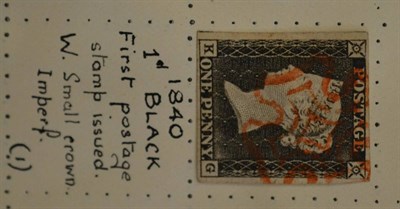 1840
1d BLACK
First postage
stamp issued.
W. Small crown.
Imperf.
(1)
POSTAGE
ONE PENNY
K
G